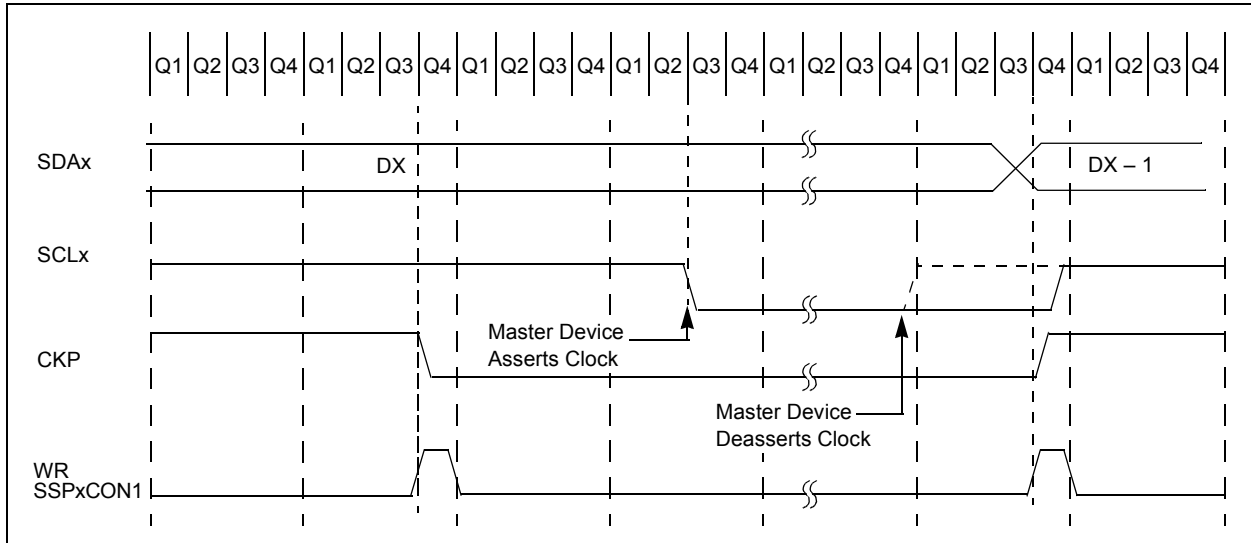 Q1 Q2 Q3 Q4 Q1 Q2 Q3 Q4 Q1 Q2 Q3 Q4 Q1 Q2 Q3 Q4 Q1 Q2 Q3 Q4 Q1 Q2 Q3 Q4 Q1 Q2 Q3 Q4
SDAx
DX
DX – 1
SCLx
Master Device
Asserts Clock
CKP
Master Device
Deasserts Clock
WR
SSPxCON1